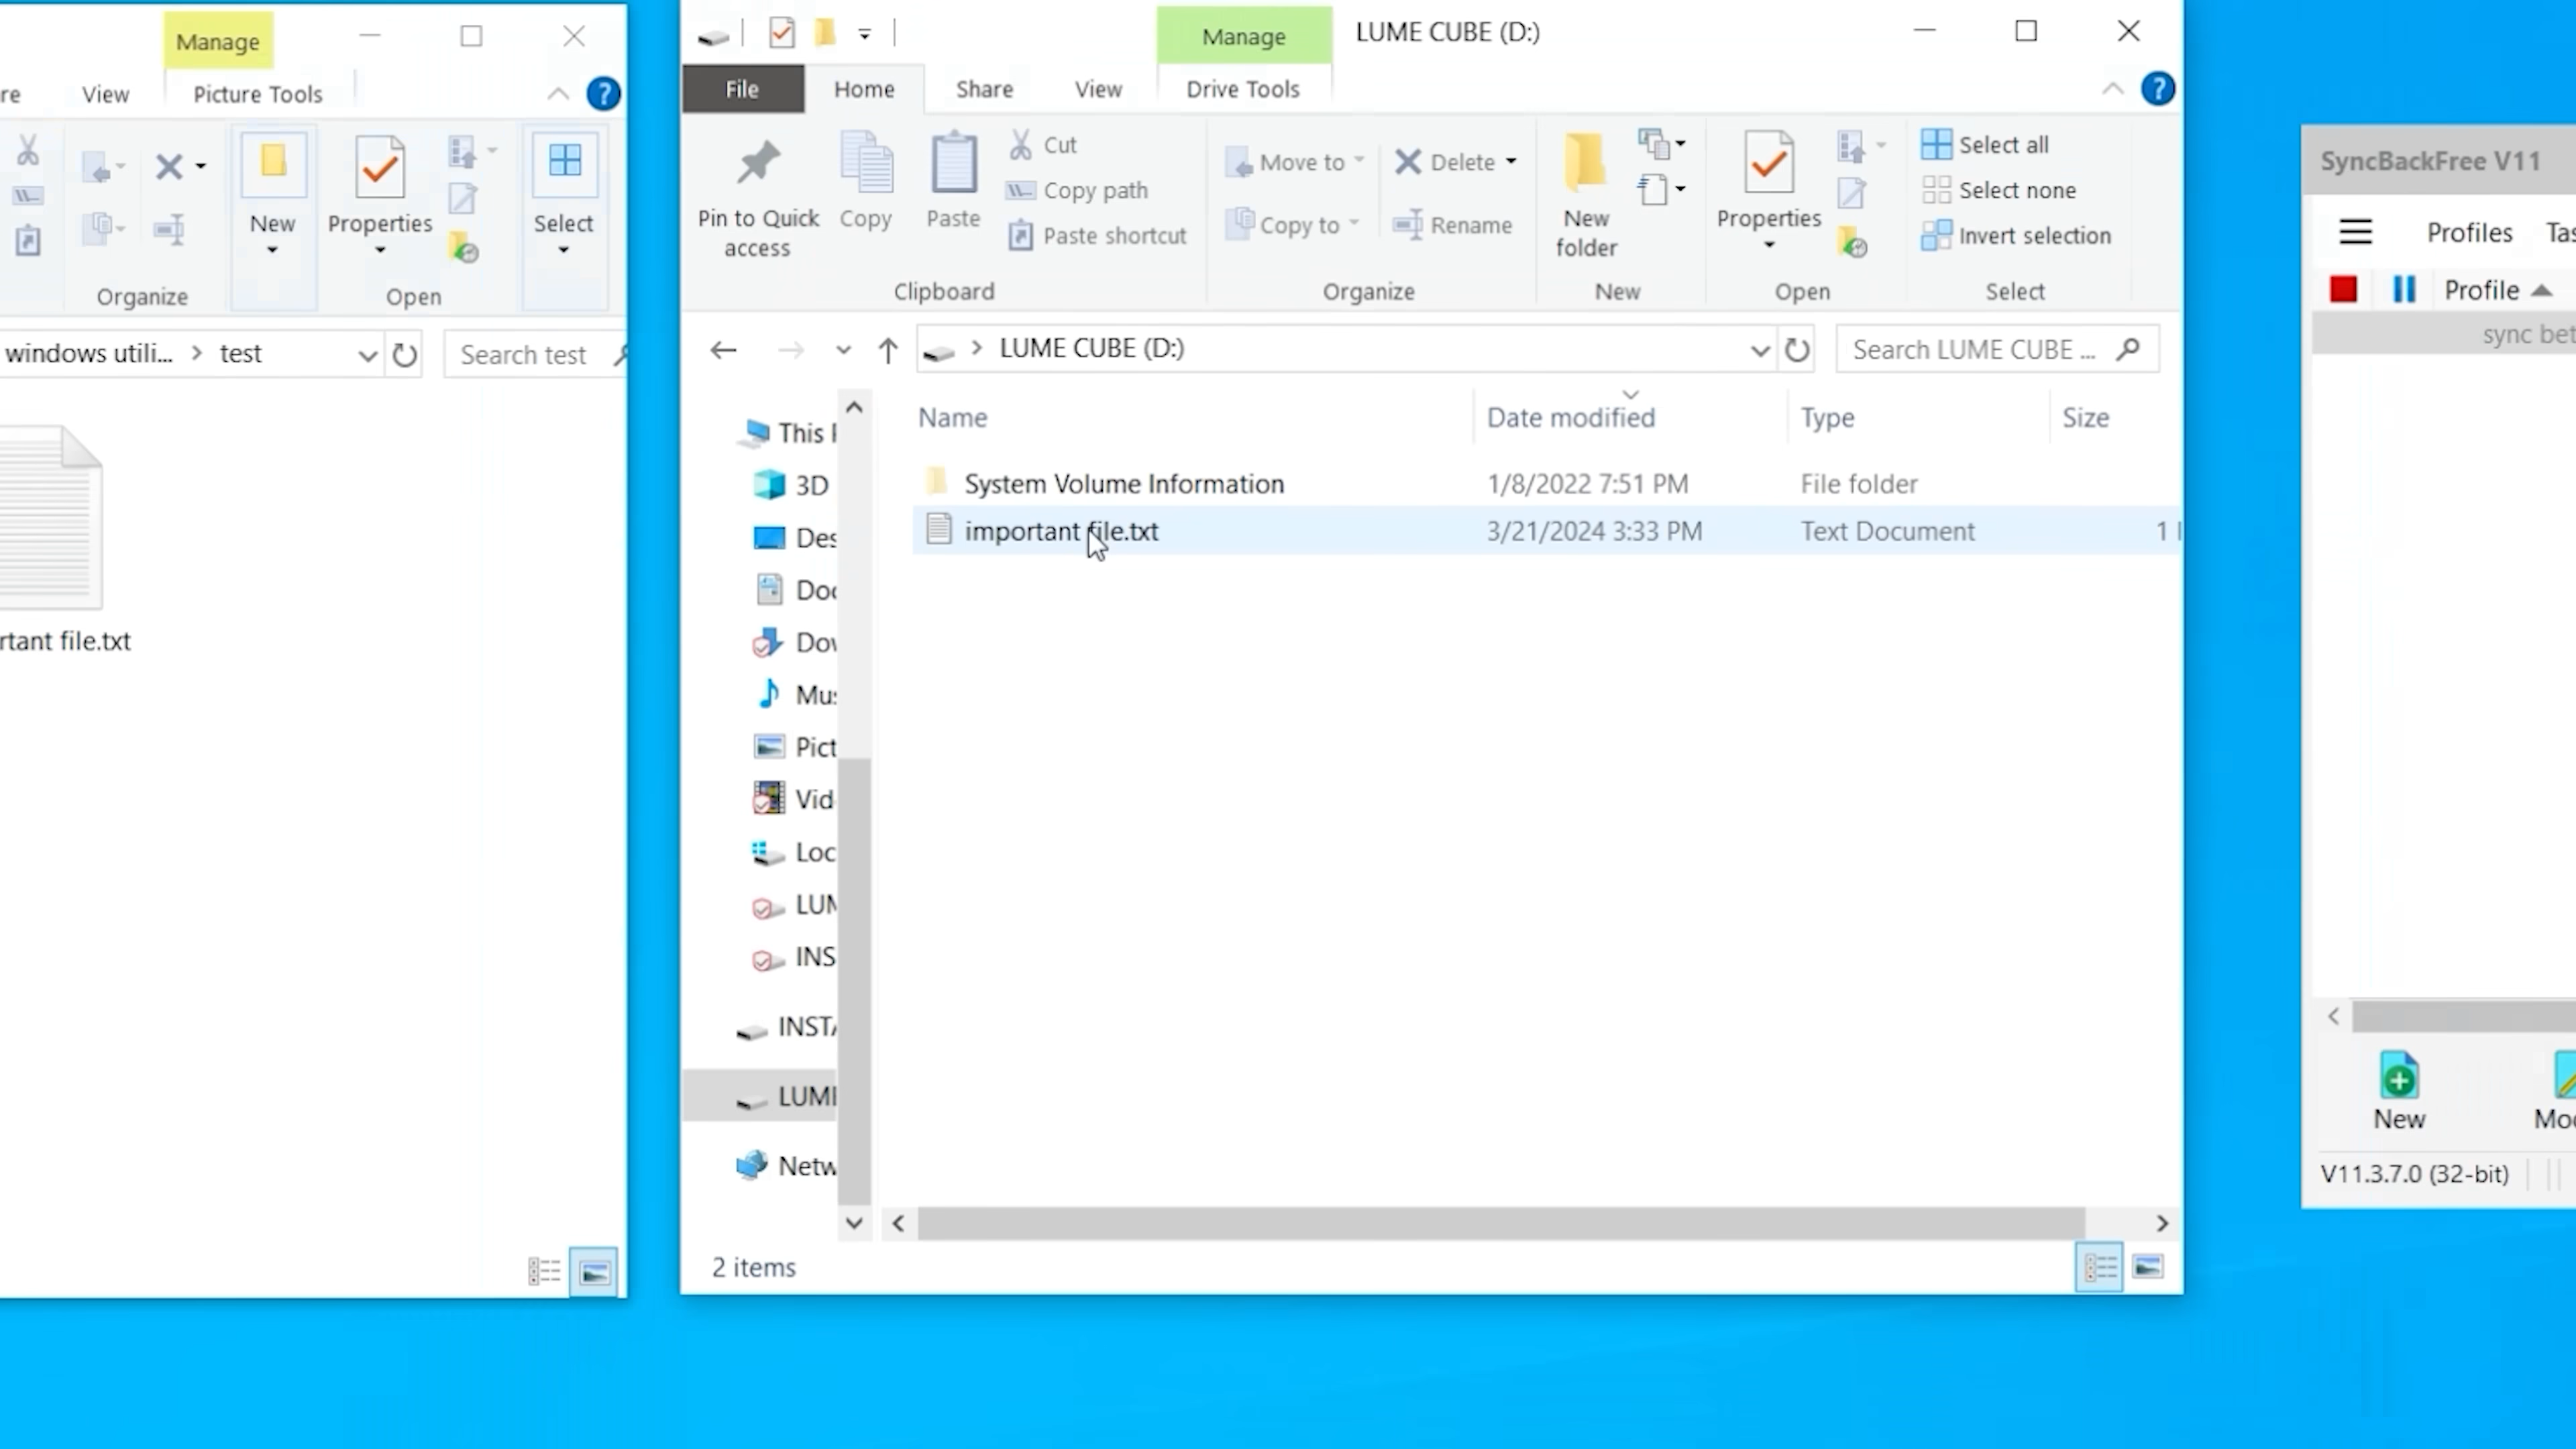 Manage
re
View
Picture Tools
New
Properties
Select
Organize
Open
windows utili... > test
Search test
rtant file.txt
Manage
LUME CUBE (D:)
File
Home
Share
View
Drive Tools
Pin to Quick
access
Copy
Paste
Cut
Copy path
Paste shortcut
Clipboard
Move to
Copy to
Delete
Rename
Organize
New
folder
New
Properties
Open
Select all
Select none
Invert selection
Select
LUME CUBE (D:)
Search LUME CUBE ...
Name
Date modified
Type
Size
System Volume Information
1/8/2022 7:51 PM
File folder
important file.txt
3/21/2024 3:33 PM
Text Document
1
This
3D
Des
Doc
Dov
Mus
Pict
Vid
Loc
LUM
INS
INSTA
LUME
Netw
2 items
SyncBackFree V11
Profiles
Tas
Profile
sync bet
New
Mod
V11.3.7.0 (32-bit)